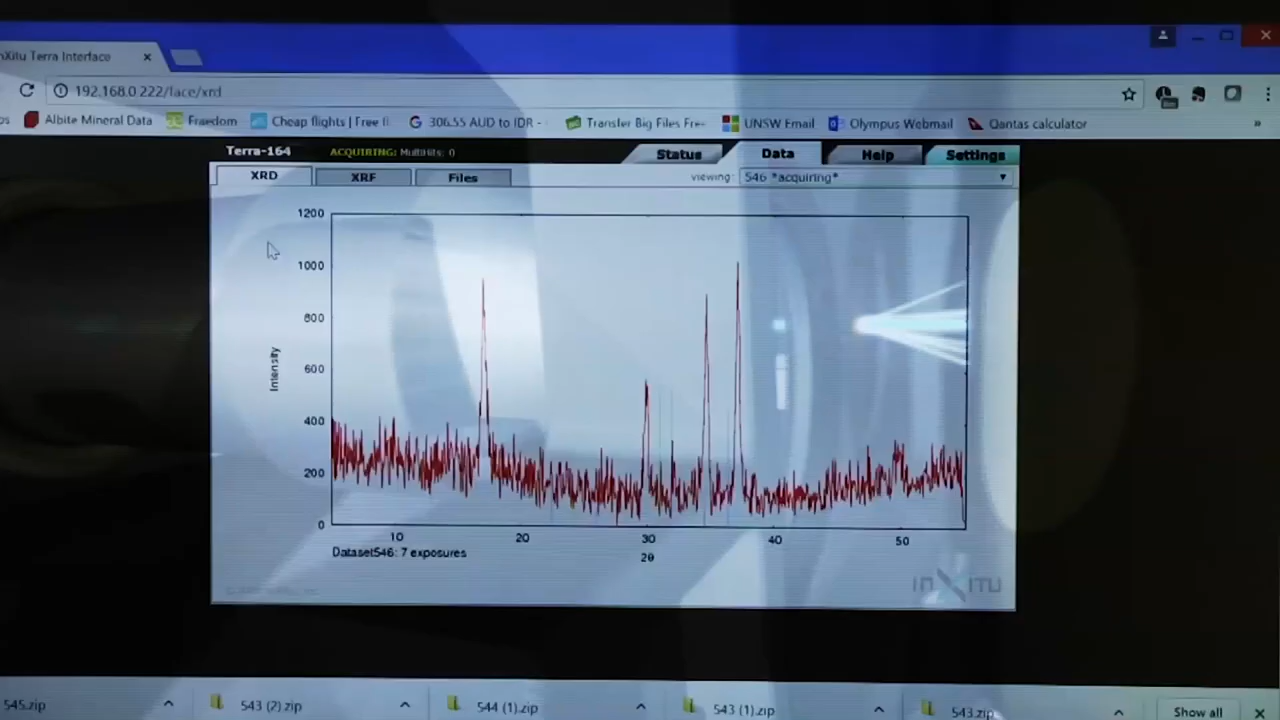 nXitu Terra Interface
192.168.0.222/face/xrd
Albite Mineral Data
Freedom
Cheap flights | Free fl
306.55 AUD to IDR -
Transfer Big Files Free
UNSW Email
Olympus Webmail
Qantas calculator
»
Terra-164
ACQUIRING: MultiHits: 0
Status
Data
Help
Settings
XRD
XRF
Files
viewing: 546 *acquiring*
1200
1000
800
600
400
200
0
Intensity
10
20
30
40
50
Dataset546: 7 exposures
2θ
INXITU
545.zip
543 (2).zip
544 (1).zip
543 (1).zip
543.zip
Show all